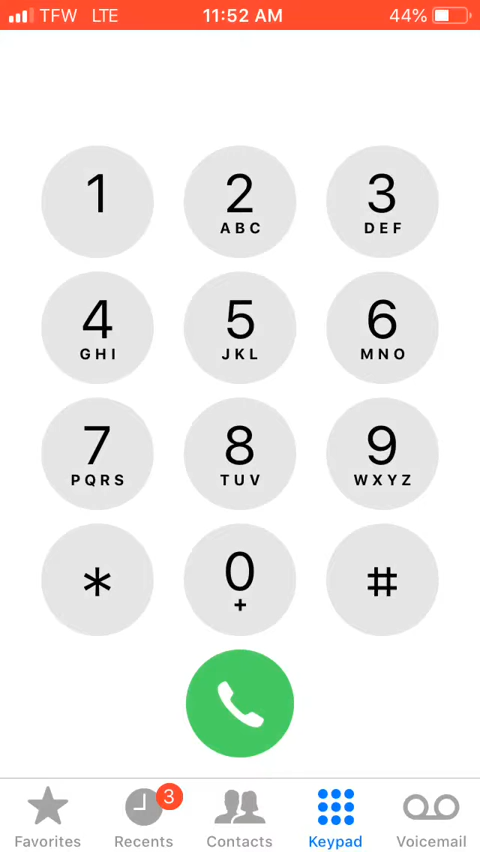 TFW LTE 11:52 AM 44%
1 2 3
ABC DEF
4 5 6
GHI JKL MNO
7 8 9
PQRS TUV WXYZ
* 0 #
+
3
Favorites Recents Contacts Keypad Voicemail